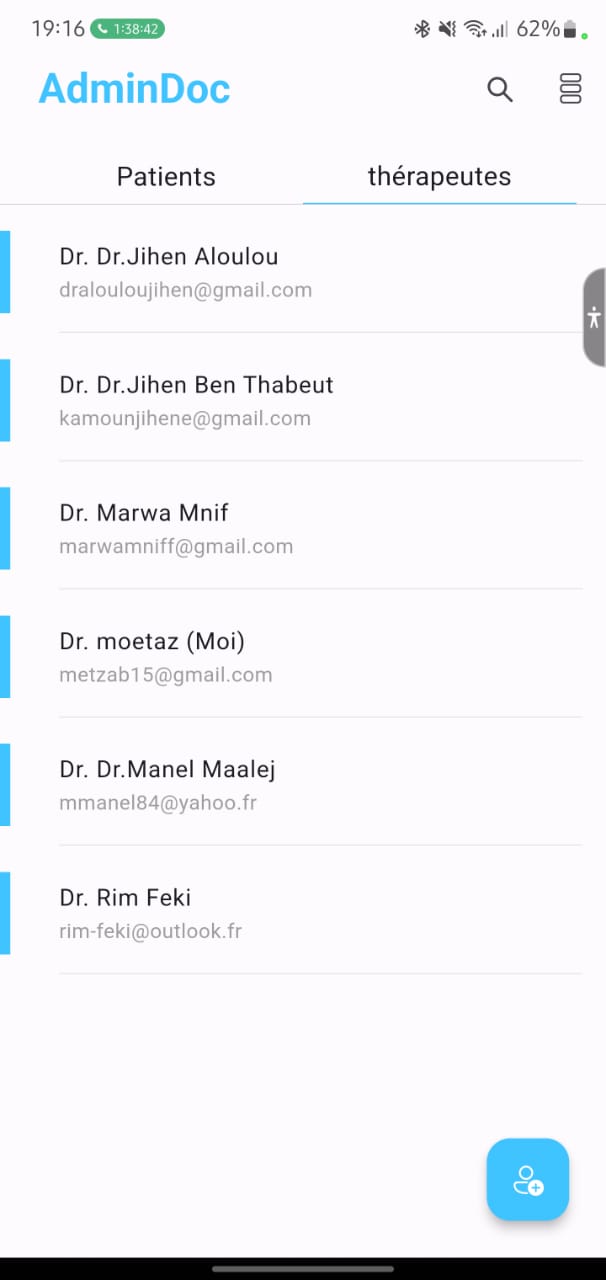 19:16 1:38:42 62%
AdminDoc
Patients thérapeutes
Dr. Dr.Jihen Aloulou
dralouloujihen@gmail.com
Dr. Dr.Jihen Ben Thabeut
kamounjihene@gmail.com
Dr. Marwa Mnif
marwamniff@gmail.com
Dr. moetaz (Moi)
metzab15@gmail.com
Dr. Dr.Manel Maalej
mmanel84@yahoo.fr
Dr. Rim Feki
rim-feki@outlook.fr